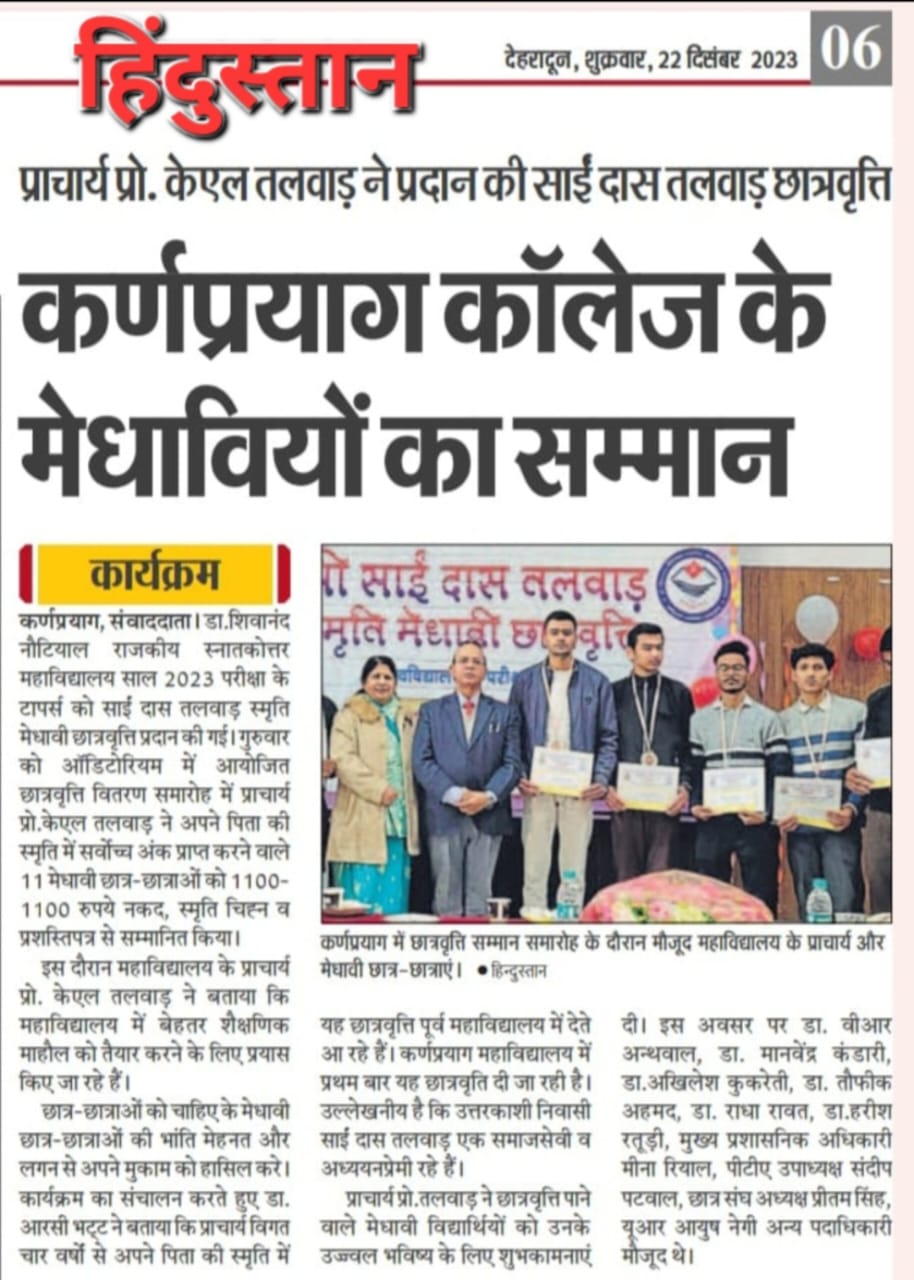 हिंदुस्तान
देहरादून, शुक्रवार, 22 दिसंबर 2023
06
प्राचार्य प्रो. केएल तलवाड़ ने प्रदान की साईं दास तलवाड़ छात्रवृत्ति
कर्णप्रयाग कॉलेज के
मेधावियों का सम्मान
कार्यक्रम
कर्णप्रयाग, संवाददाता। डा.शिवानंद
नौटियाल राजकीय स्नातकोत्तर
महाविद्यालय साल 2023 परीक्षा के
टापर्स को साईं दास तलवाड़ स्मृति
मेधावी छात्रवृत्ति प्रदान की गई। गुरुवार
को ऑडिटोरियम में आयोजित
छात्रवृत्ति वितरण समारोह में प्राचार्य
प्रो.केएल तलवाड़ ने अपने पिता की
स्मृति में सर्वोच्च अंक प्राप्त करने वाले
11 मेधावी छात्र-छात्राओं को 1100-
1100 रुपये नकद, स्मृति चिह्न व
प्रशस्तिपत्र से सम्मानित किया।
इस दौरान महाविद्यालय के प्राचार्य
प्रो. केएल तलवाड़ ने बताया कि
महाविद्यालय में बेहतर शैक्षणिक
माहौल को तैयार करने के लिए प्रयास
किए जा रहे हैं।
छात्र-छात्राओं को चाहिए के मेधावी
छात्र-छात्राओं की भांति मेहनत और
लगन से अपने मुकाम को हासिल करे।
कार्यक्रम का संचालन करते हुए डा.
आरसी भट्ट ने बताया कि प्राचार्य विगत
चार वर्षों से अपने पिता की स्मृति में
साईं दास तलवाड़
मृति मेधावी छात्रवृत्ति
कर्णप्रयाग में छात्रवृत्ति सम्मान समारोह के दौरान मौजूद महाविद्यालय के प्राचार्य और
मेधावी छात्र-छात्राएं। ● हिन्दुस्तान
यह छात्रवृत्ति पूर्व महाविद्यालय में देते
आ रहे हैं। कर्णप्रयाग महाविद्यालय में
प्रथम बार यह छात्रवृति दी जा रही है।
उल्लेखनीय है कि उत्तरकाशी निवासी
साईं दास तलवाड़ एक समाजसेवी व
अध्ययनप्रेमी रहे हैं।
प्राचार्य प्रो.तलवाड़ ने छात्रवृत्ति पाने
वाले मेधावी विद्यार्थियों को उनके
उज्ज्वल भविष्य के लिए शुभकामनाएं
दी। इस अवसर पर डा. वीआर
अन्थवाल, डा. मानवेंद्र कंडारी,
डा.अखिलेश कुकरेती, डा. तौफीक
अहमद, डा. राधा रावत, डा.हरीश
रतूड़ी, मुख्य प्रशासनिक अधिकारी
मीना रियाल, पीटीए उपाध्यक्ष संदीप
पटवाल, छात्र संघ अध्यक्ष प्रीतम सिंह,
यूआर आयुष नेगी अन्य पदाधिकारी
मौजूद थे।